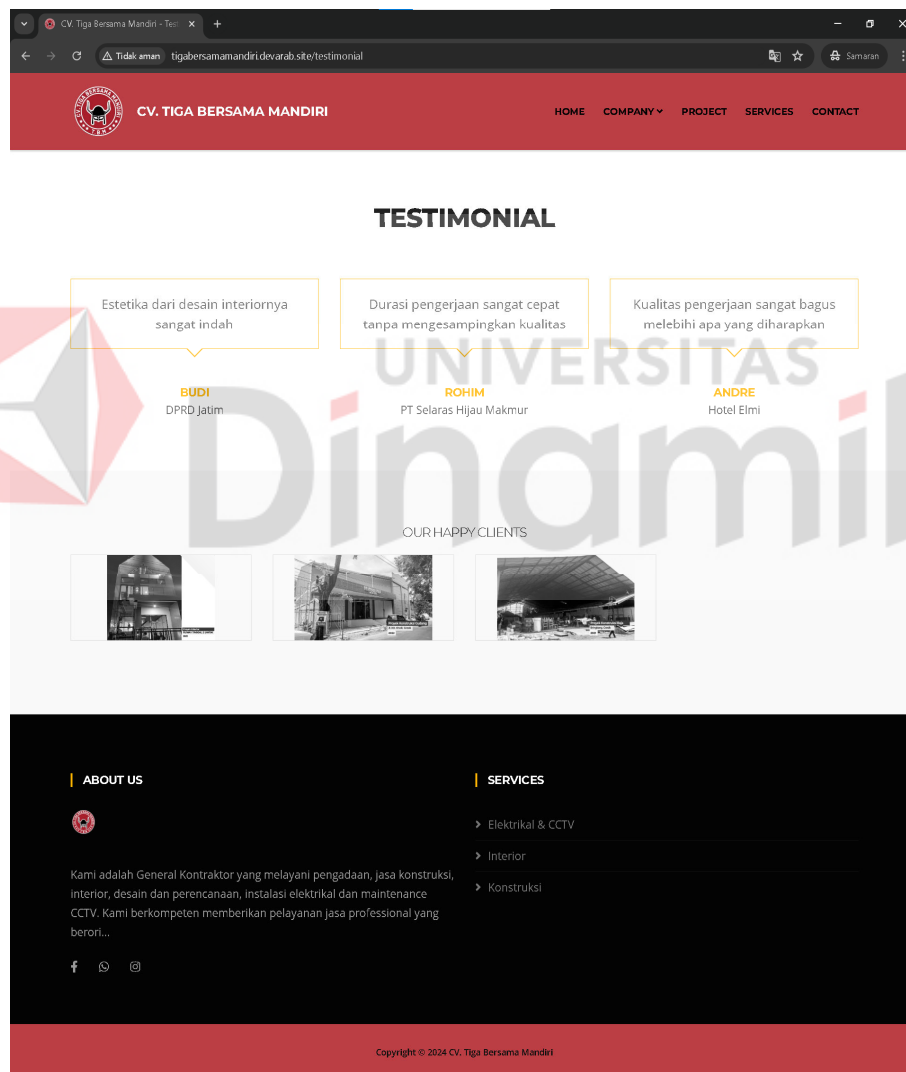 CV. Tiga Bersama Mandiri - Test
Tidak aman
tigabersamamandiri.devarab.site/testimonial
Samaran
CV. TIGA BERSAMA MANDIRI
HOME
COMPANY
PROJECT
SERVICES
CONTACT
TESTIMONIAL
Estetika dari desain interiornya
sangat indah
Durasi pengerjaan sangat cepat
tanpa mengesampingkan kualitas
Kualitas pengerjaan sangat bagus
melebihi apa yang diharapkan
BUDI
DPRD Jatim
ROHIM
PT Selaras Hijau Makmur
ANDRE
Hotel Elmi
UNIVERSITAS
Dinamil
OUR HAPPY CLIENTS
ABOUT US
Kami adalah General Kontraktor yang melayani pengadaan, jasa konstruksi,
interior, desain dan perencanaan, instalasi elektrikal dan maintenance
CCTV. Kami berkompeten memberikan pelayanan jasa professional yang
berori...
SERVICES
Elektrikal & CCTV
Interior
Konstruksi
Copyright © 2024 CV. Tiga Bersama Mandiri